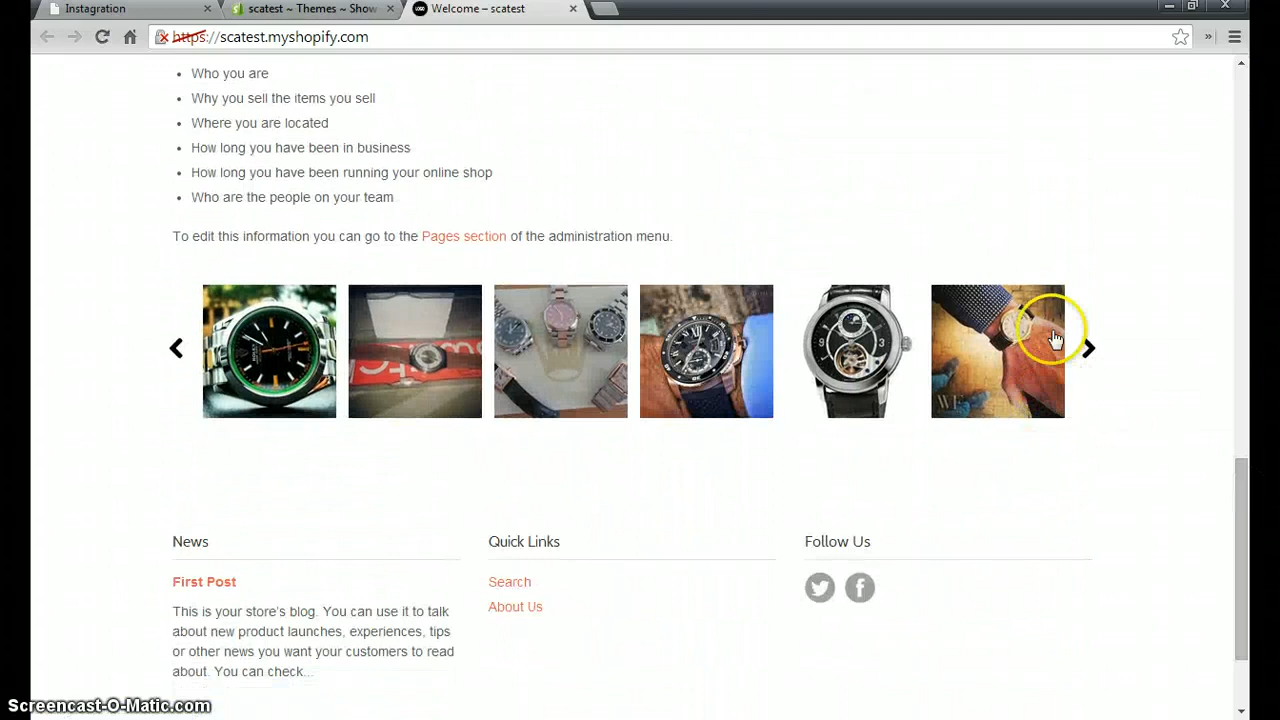 Instagration
scatest ~ Themes ~ Show
Welcome – scatest
https://scatest.myshopify.com
Who you are
Why you sell the items you sell
Where you are located
How long you have been in business
How long you have been running your online shop
Who are the people on your team
To edit this information you can go to the Pages section of the administration menu.
WE
News
Quick Links
Follow Us
First Post
This is your store's blog. You can use it to talk
about new product launches, experiences, tips
or other news you want your customers to read
about. You can check...
Search
About Us
Screencast-O-Matic.com